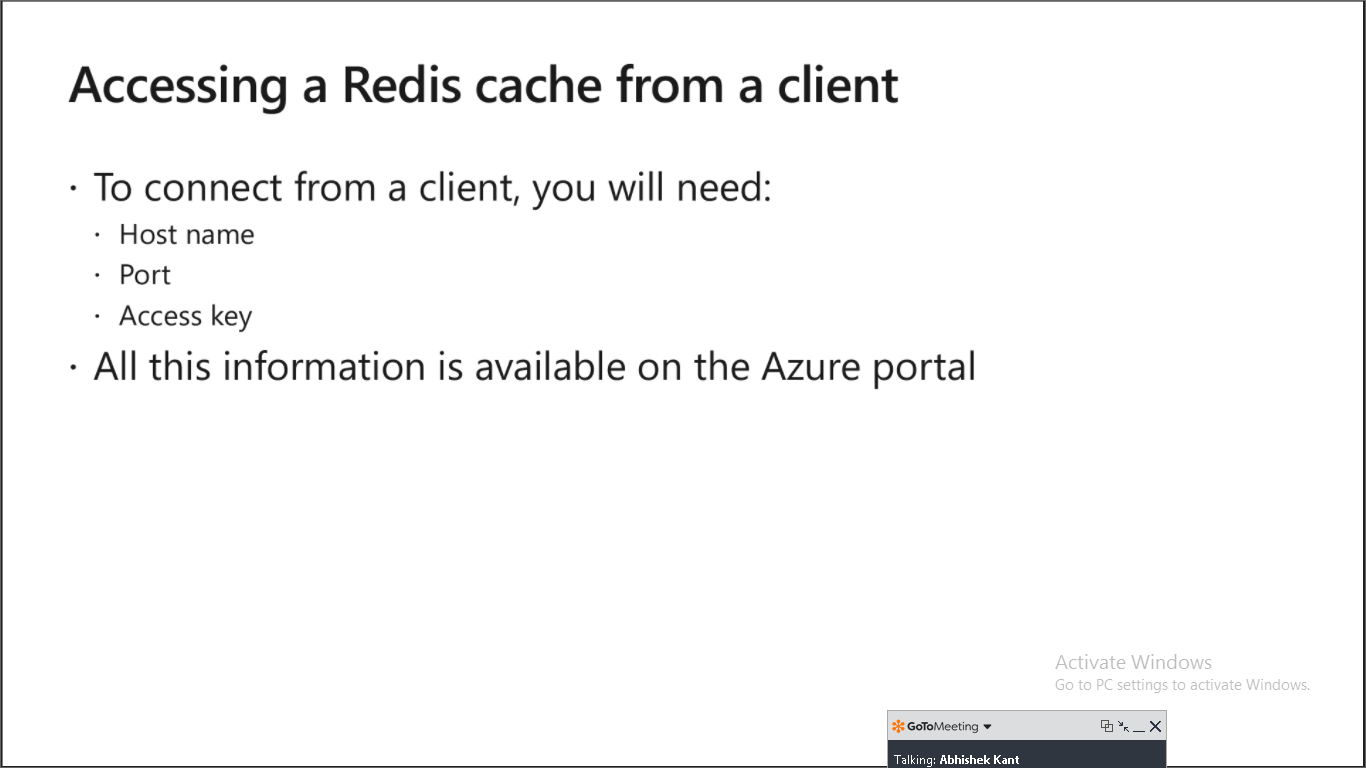 Accessing a Redis cache from a client
· To connect from a client, you will need:
· Host name
· Port
· Access key
· All this information is available on the Azure portal
Activate Windows
Go to PC settings to activate Windows.
GoToMeeting
Talking: Abhishek Kant